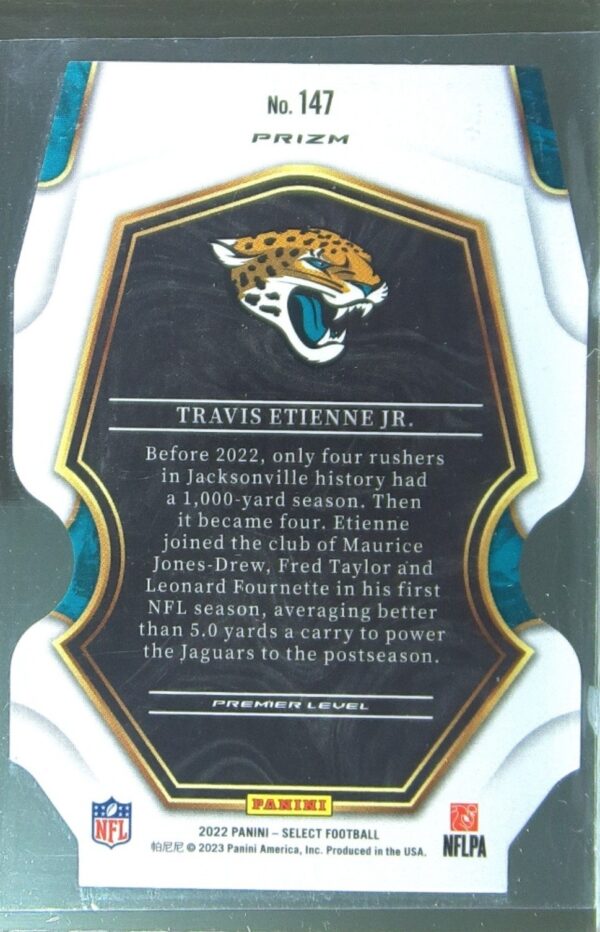 No. 147
PRIZM
TRAVIS ETIENNE JR.
Before 2022, only four rushers
in Jacksonville history had
a 1,000-yard season. Then
it became four. Etienne
joined the club of Maurice
Jones-Drew, Fred Taylor and
Leonard Fournette in his first
NFL season, averaging better
than 5.0 yards a carry to power
the Jaguars to the postseason.
PREMIER LEVEL
PANINI
NFL
2022 PANINI – SELECT FOOTBALL
帕尼尼 © 2023 Panini America, Inc. Produced in the USA.
NFLPA